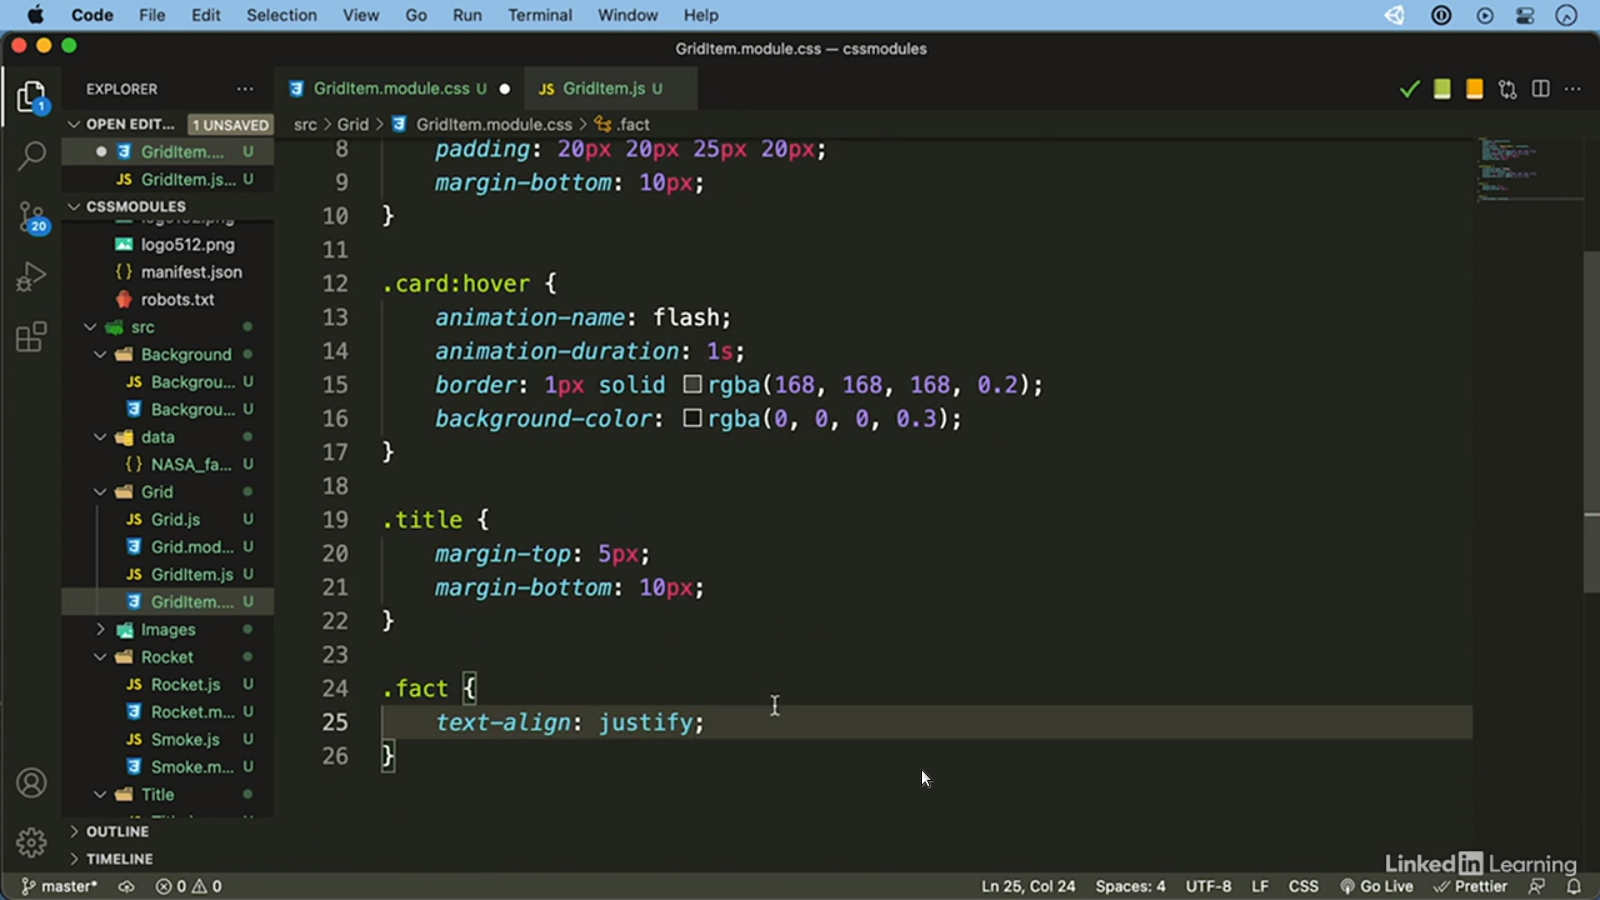 Code File Edit Selection View Go Run Terminal Window Help
GridItem.module.css — cssmodules
EXPLORER ···
GridItem.module.css U
JS GridItem.js U
OPEN EDIT... 1 UNSAVED
src > Grid > GridItem.module.css > .fact
GridItem.... U
JS GridItem.js... U
CSSMODULES
logo512.png
{} manifest.json
robots.txt
src
Background
JS Backgrou... U
Backgrou... U
data
{} NASA_fa... U
Grid
JS Grid.js U
Grid.mod... U
JS GridItem.js U
GridItem.... U
Images
Rocket
JS Rocket.js U
Rocket.m... U
JS Smoke.js U
Smoke.m... U
Title
OUTLINE
TIMELINE
1
20
8 padding: 20px 20px 25px 20px;
9 margin-bottom: 10px;
10 }
11
12 .card:hover {
13 animation-name: flash;
14 animation-duration: 1s;
15 border: 1px solid rgba(168, 168, 168, 0.2);
16 background-color: rgba(0, 0, 0, 0.3);
17 }
18
19 .title {
20 margin-top: 5px;
21 margin-bottom: 10px;
22 }
23
24 .fact {
25 text-align: justify;
26 }
LinkedIn Learning
master* 0 0 Ln 25, Col 24 Spaces: 4 UTF-8 LF CSS Go Live Prettier